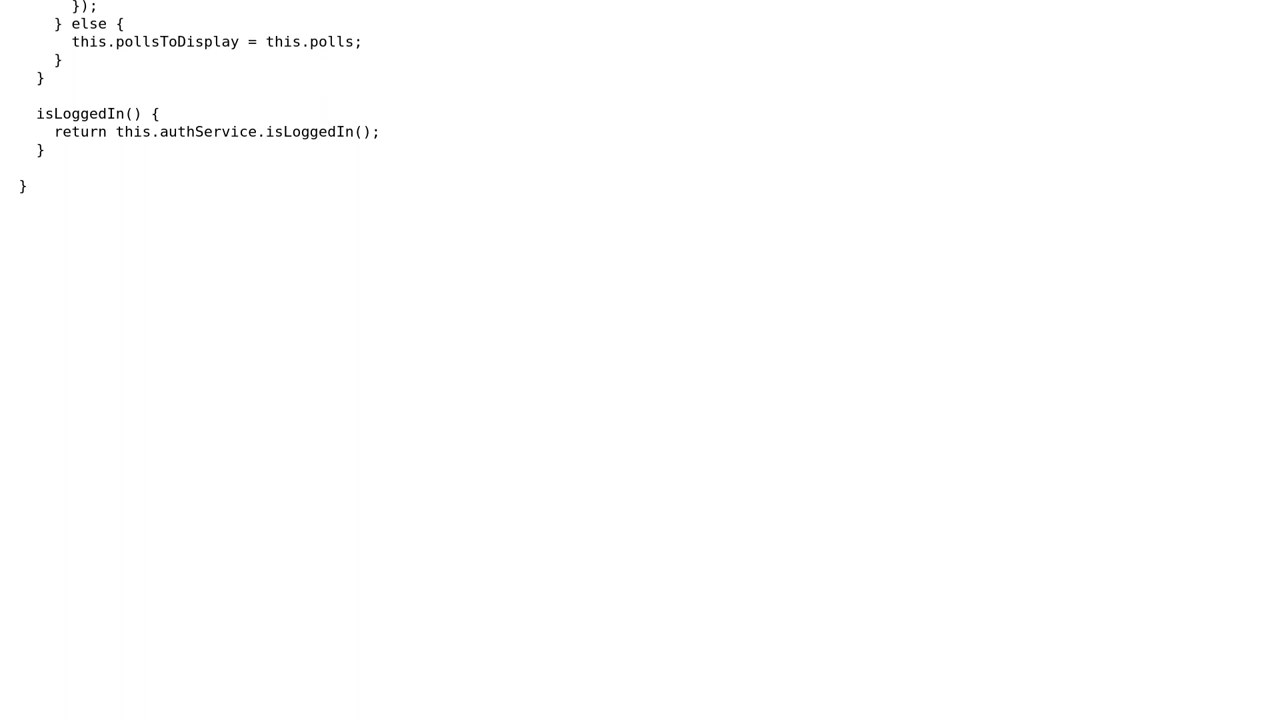 });
    } else {
      this.pollsToDisplay = this.polls;
    }
  }

  isLoggedIn() {
    return this.authService.isLoggedIn();
  }

}